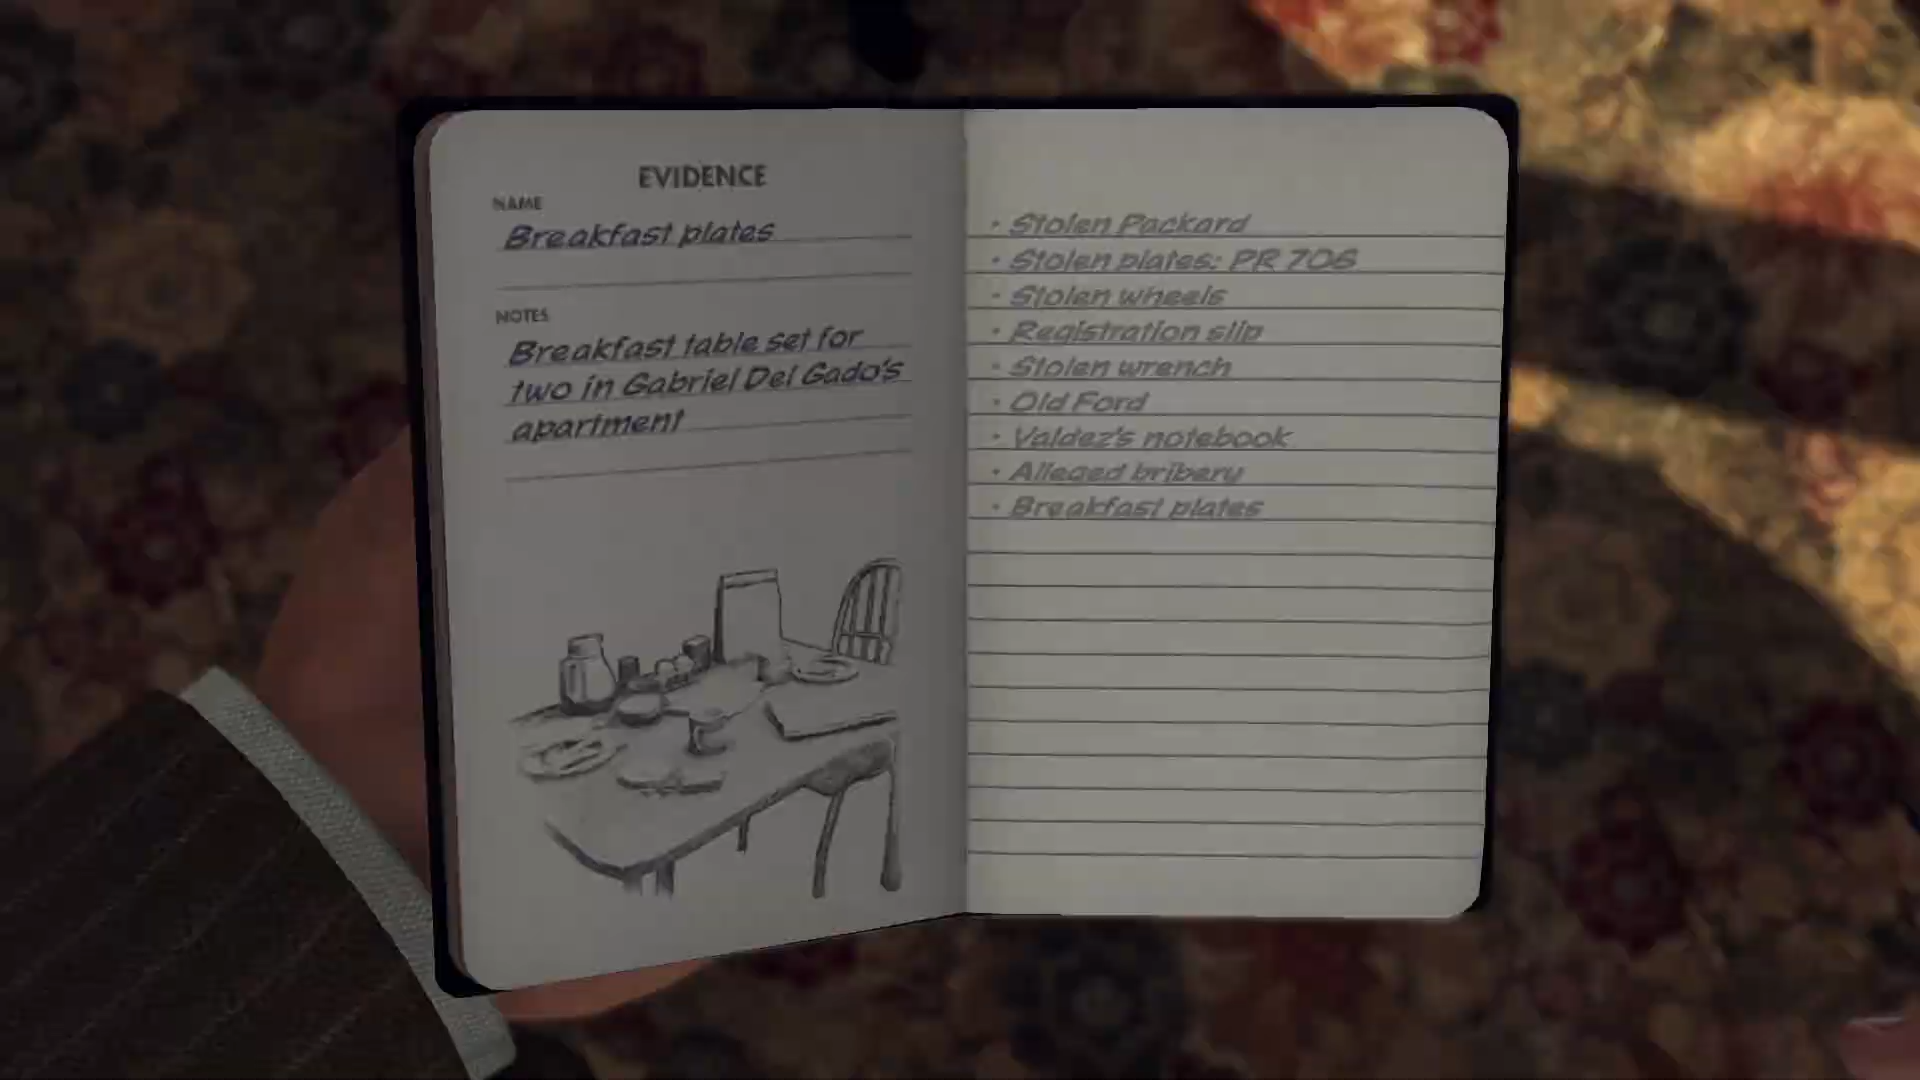 EVIDENCE
NAME
Breakfast plates
NOTES
Breakfast table set for
two in Gabriel Del Gado's
apartment
• Stolen Packard
• Stolen plates: PR 706
• Stolen wheels
• Registration slip
• Stolen wrench
• Old Ford
• Valdez's notebook
• Alleged bribery
• Breakfast plates